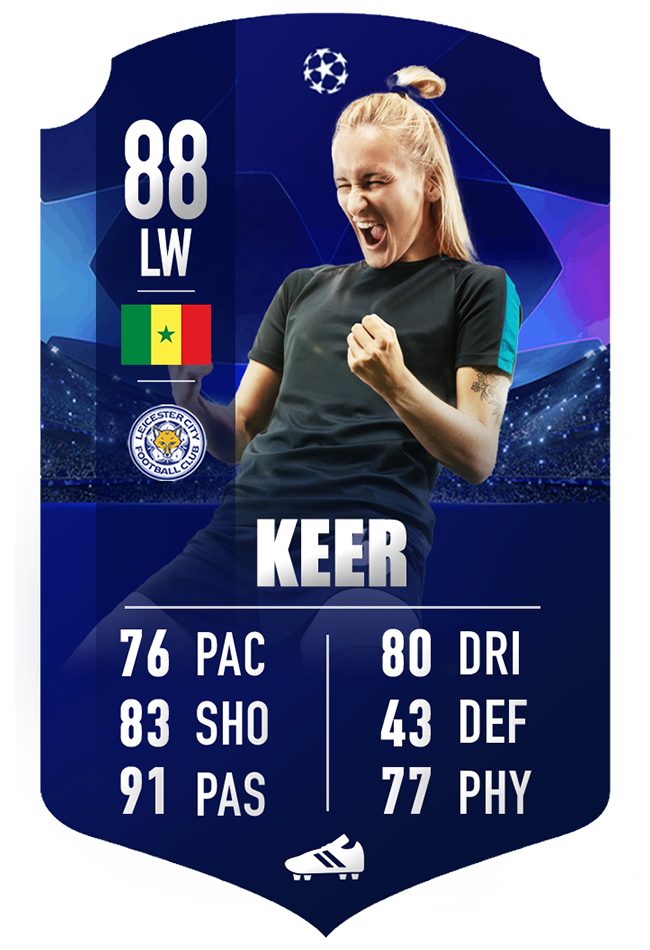 88
LW
LEICESTER CITY
FOOTBALL CLUB
KEER
76 PAC
83 SHO
91 PAS
80 DRI
43 DEF
77 PHY